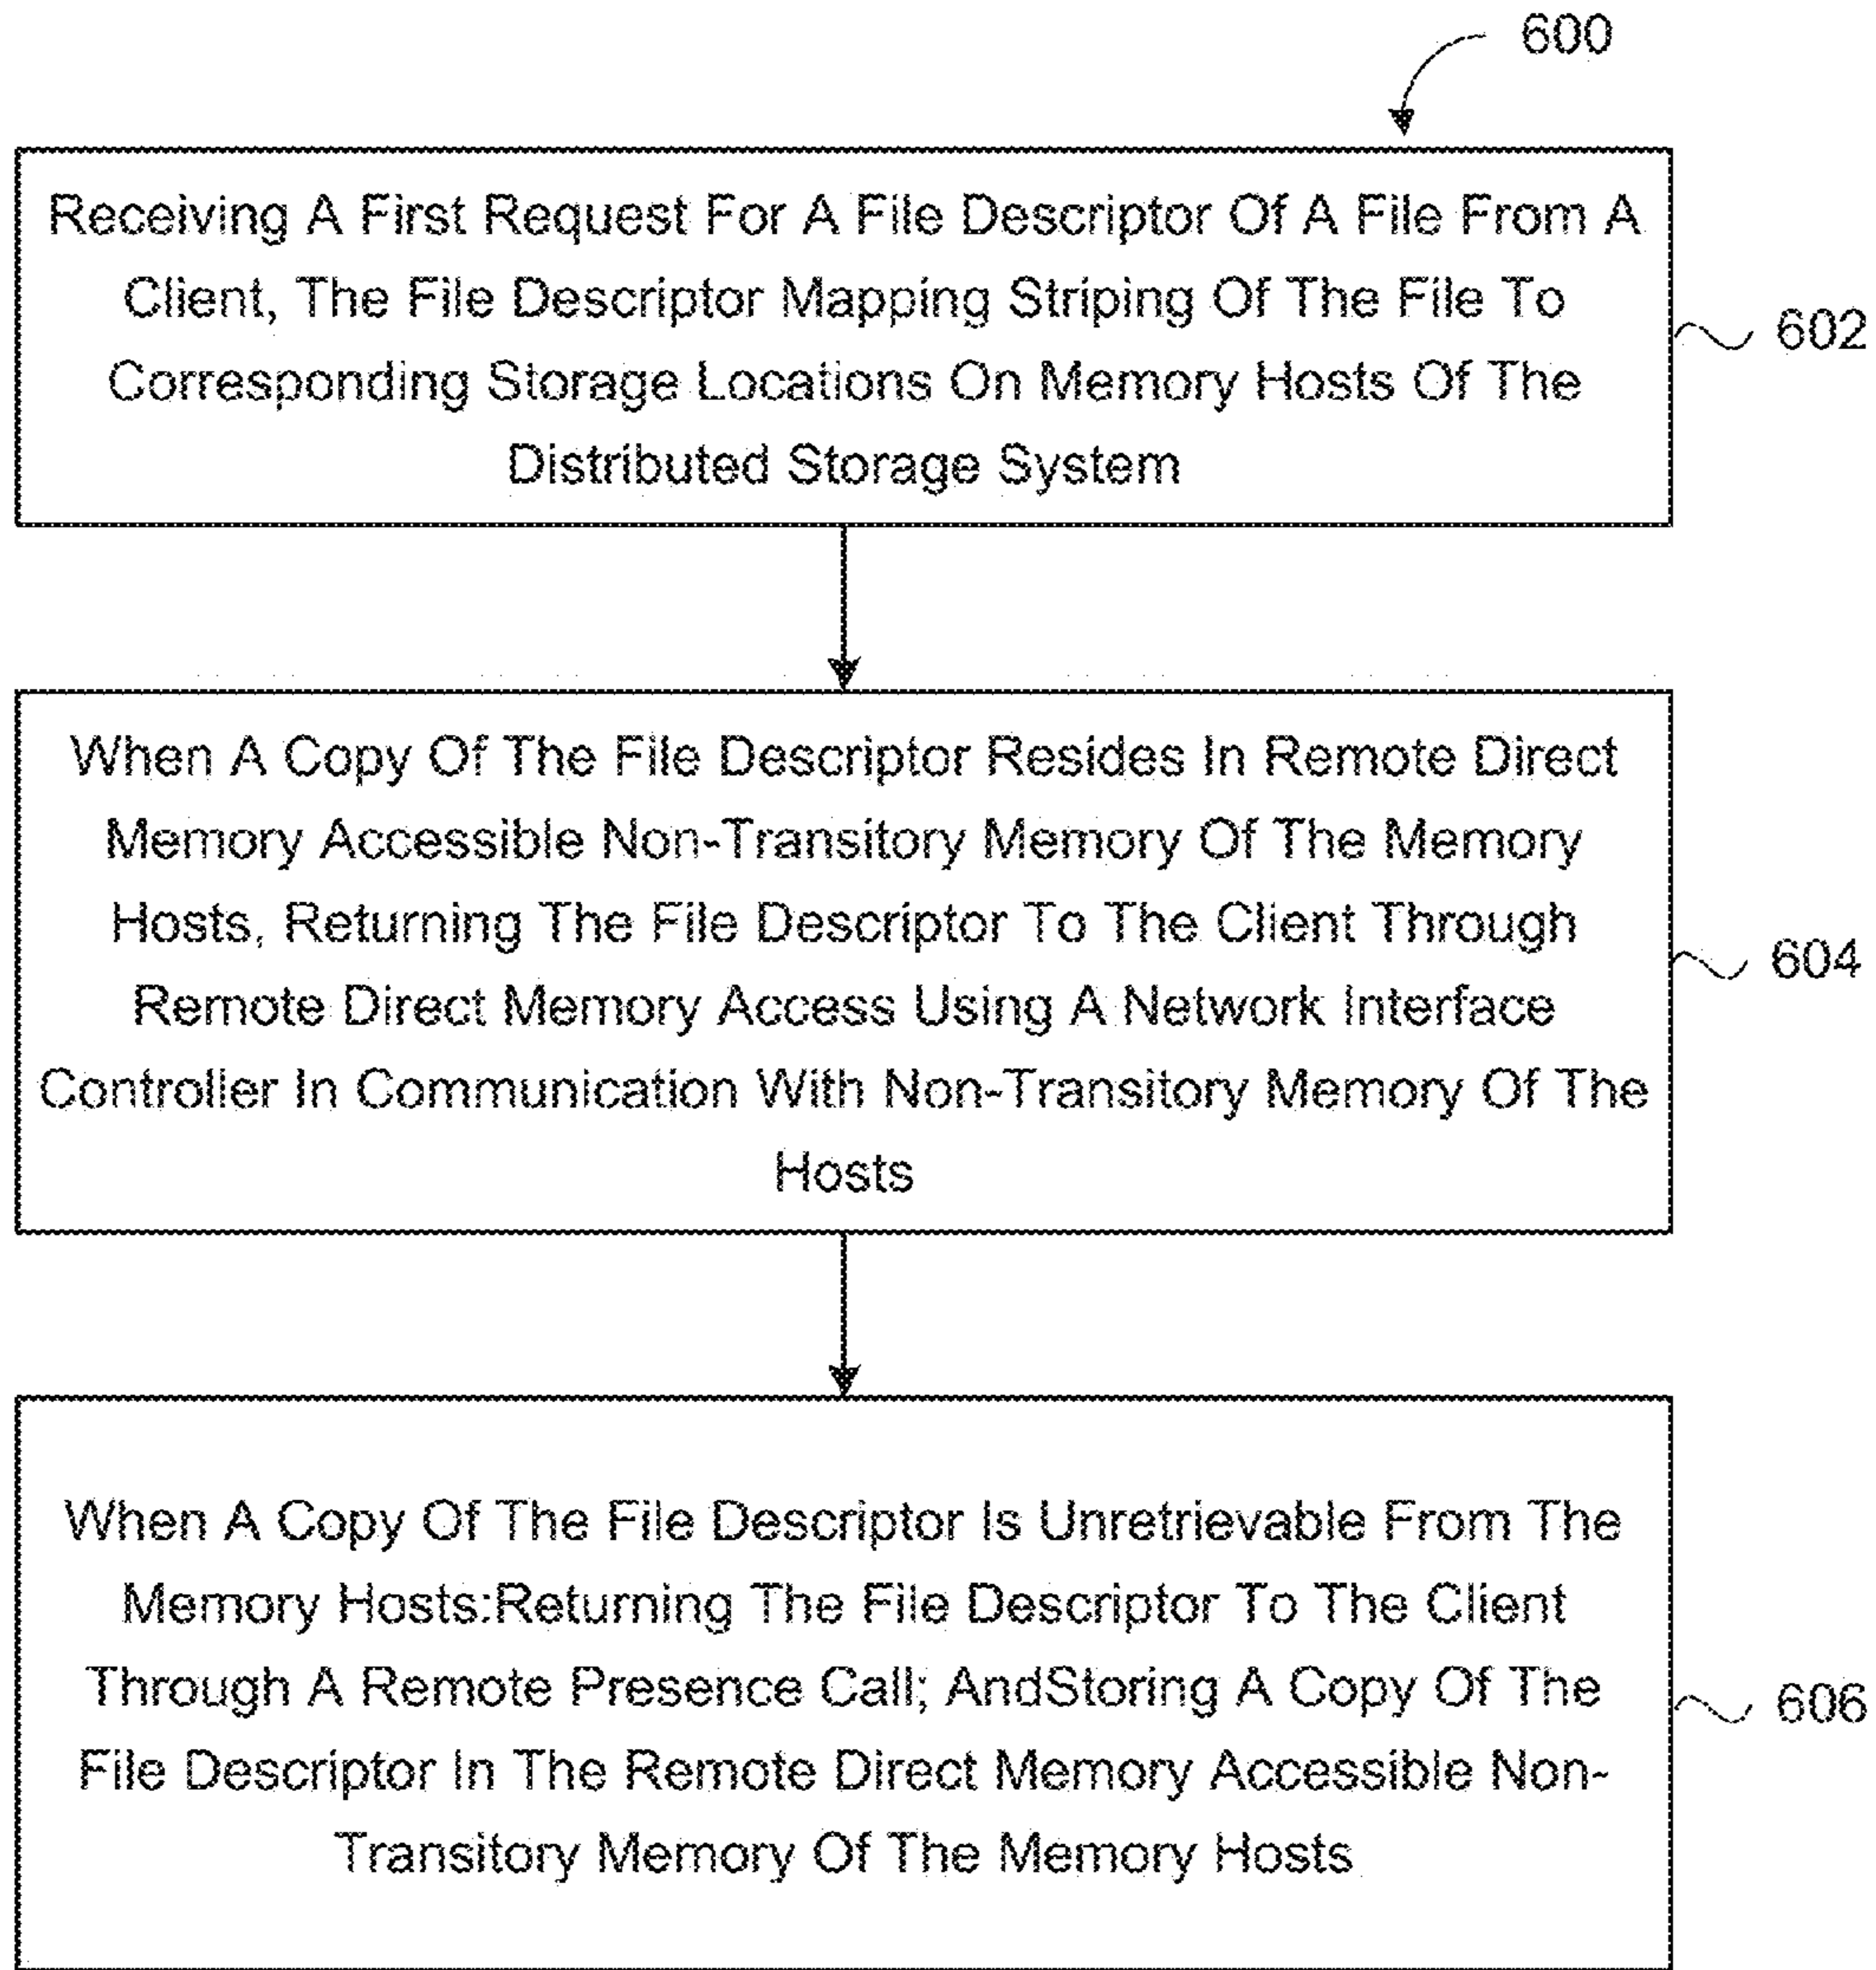 600
Receiving A First Request For A File Descriptor Of A File From A
Client, The File Descriptor Mapping Striping Of The File To
Corresponding Storage Locations On Memory Hosts Of The
Distributed Storage System
602
When A Copy Of The File Descriptor Resides In Remote Direct
Memory Accessible Non-Transitory Memory Of The Memory
Hosts, Returning The File Descriptor To The Client Through
Remote Direct Memory Access Using A Network Interface
Controller In Communication With Non-Transitory Memory Of The
Hosts
604
When A Copy Of The File Descriptor Is Unretrievable From The
Memory Hosts:Returning The File Descriptor To The Client
Through A Remote Presence Call; AndStoring A Copy Of The
File Descriptor In The Remote Direct Memory Accessible Non-
Transitory Memory Of The Memory Hosts
606